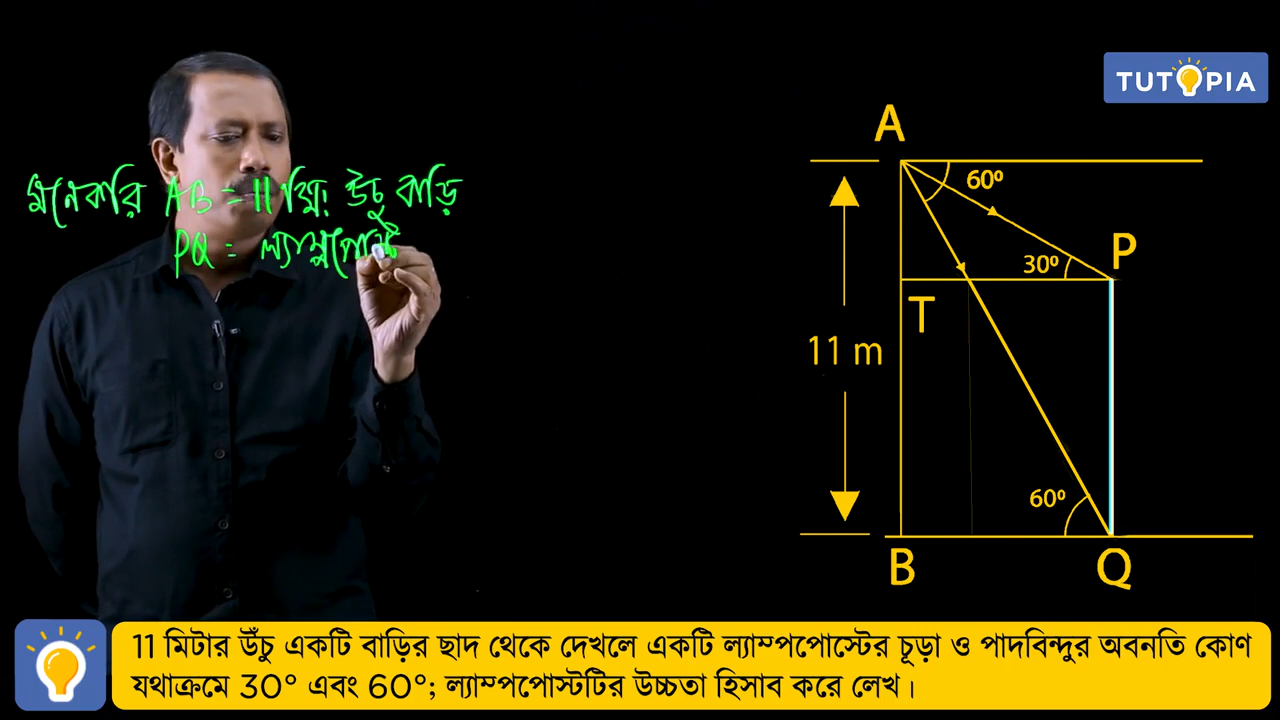 TUTOPIA
মনেকরি AB = 11 মি: উঁচু বাড়ি
PQ = ল্যাম্পপোস্ট
A
60°
30°
P
T
11 m
60°
B
Q
11 মিটার উঁচু একটি বাড়ির ছাদ থেকে দেখলে একটি ল্যাম্পপোস্টের চূড়া ও পাদবিন্দুর অবনতি কোণ
যথাক্রমে 30° এবং 60°; ল্যাম্পপোস্টটির উচ্চতা হিসাব করে লেখ।